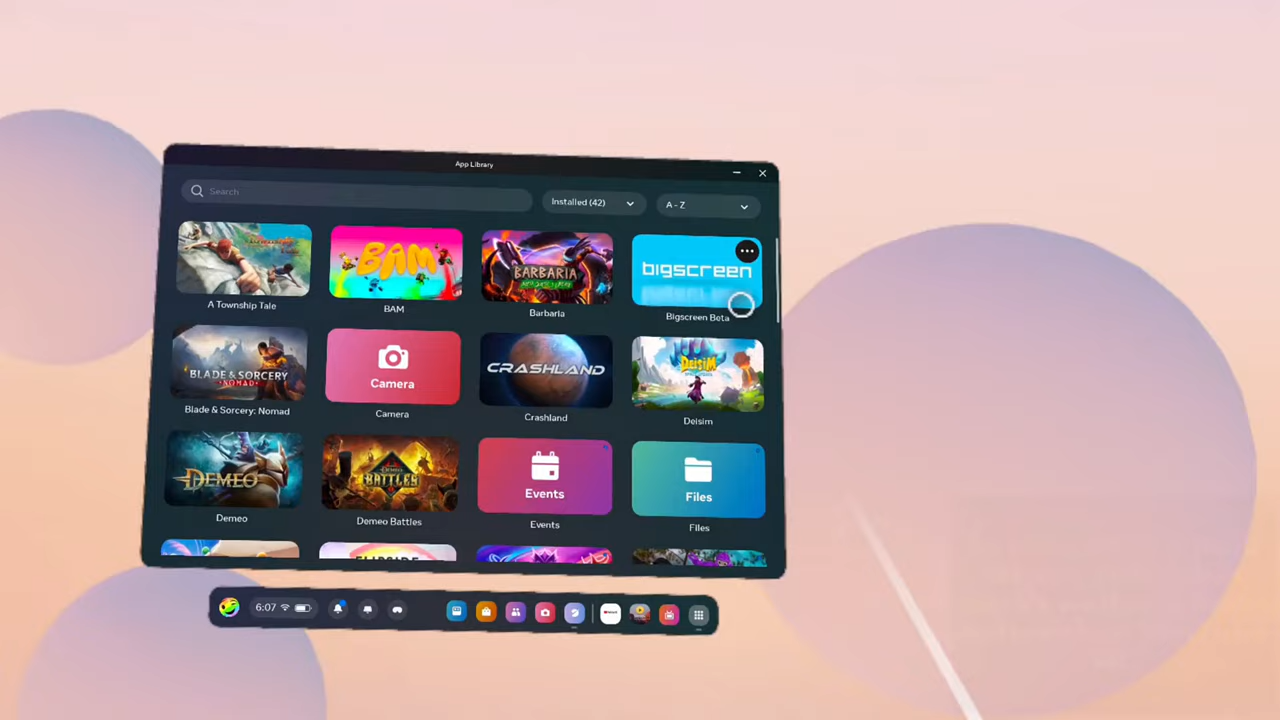 App Library
Search
Installed (42)
A - Z
BAM
BARBARIA
bigscreen
A Township Tale
BAM
Barbaria
Bigscreen Beta
BLADE & SORCERY
NOMAD
Camera
CRASHLAND
DEISIM
Blade & Sorcery: Nomad
Camera
Crashland
Deisim
DEMEO
DEMEO
BATTLES
Events
Files
Demeo
Demeo Battles
Events
Files
6:07